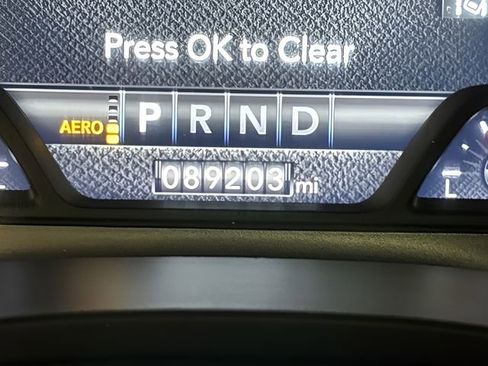 Press OK to Clear
AERO P R N D
089203 mi
L